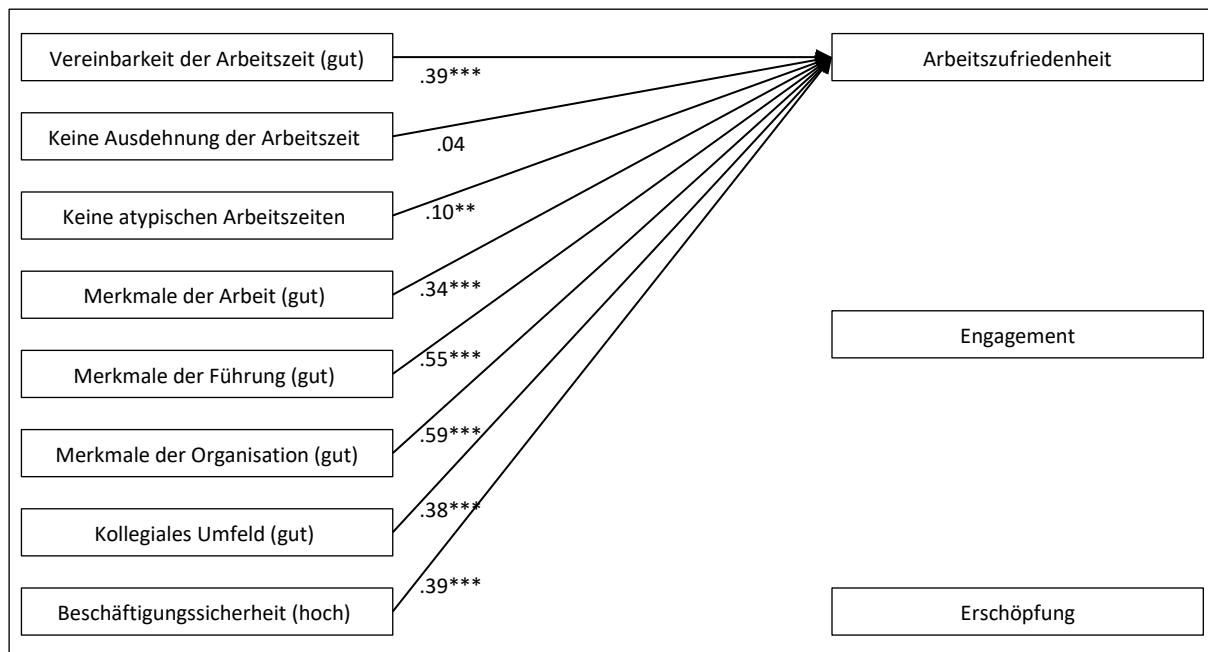 Vereinbarkeit der Arbeitszeit (gut)
Arbeitszufriedenheit
.39***
Keine Ausdehnung der Arbeitszeit
.04
Keine atypischen Arbeitszeiten
.10**
Merkmale der Arbeit (gut)
.34***
Engagement
Merkmale der Führung (gut)
.55***
Merkmale der Organisation (gut)
.59***
Kollegiales Umfeld (gut)
.38***
Beschäftigungssicherheit (hoch)
.39***
Erschöpfung